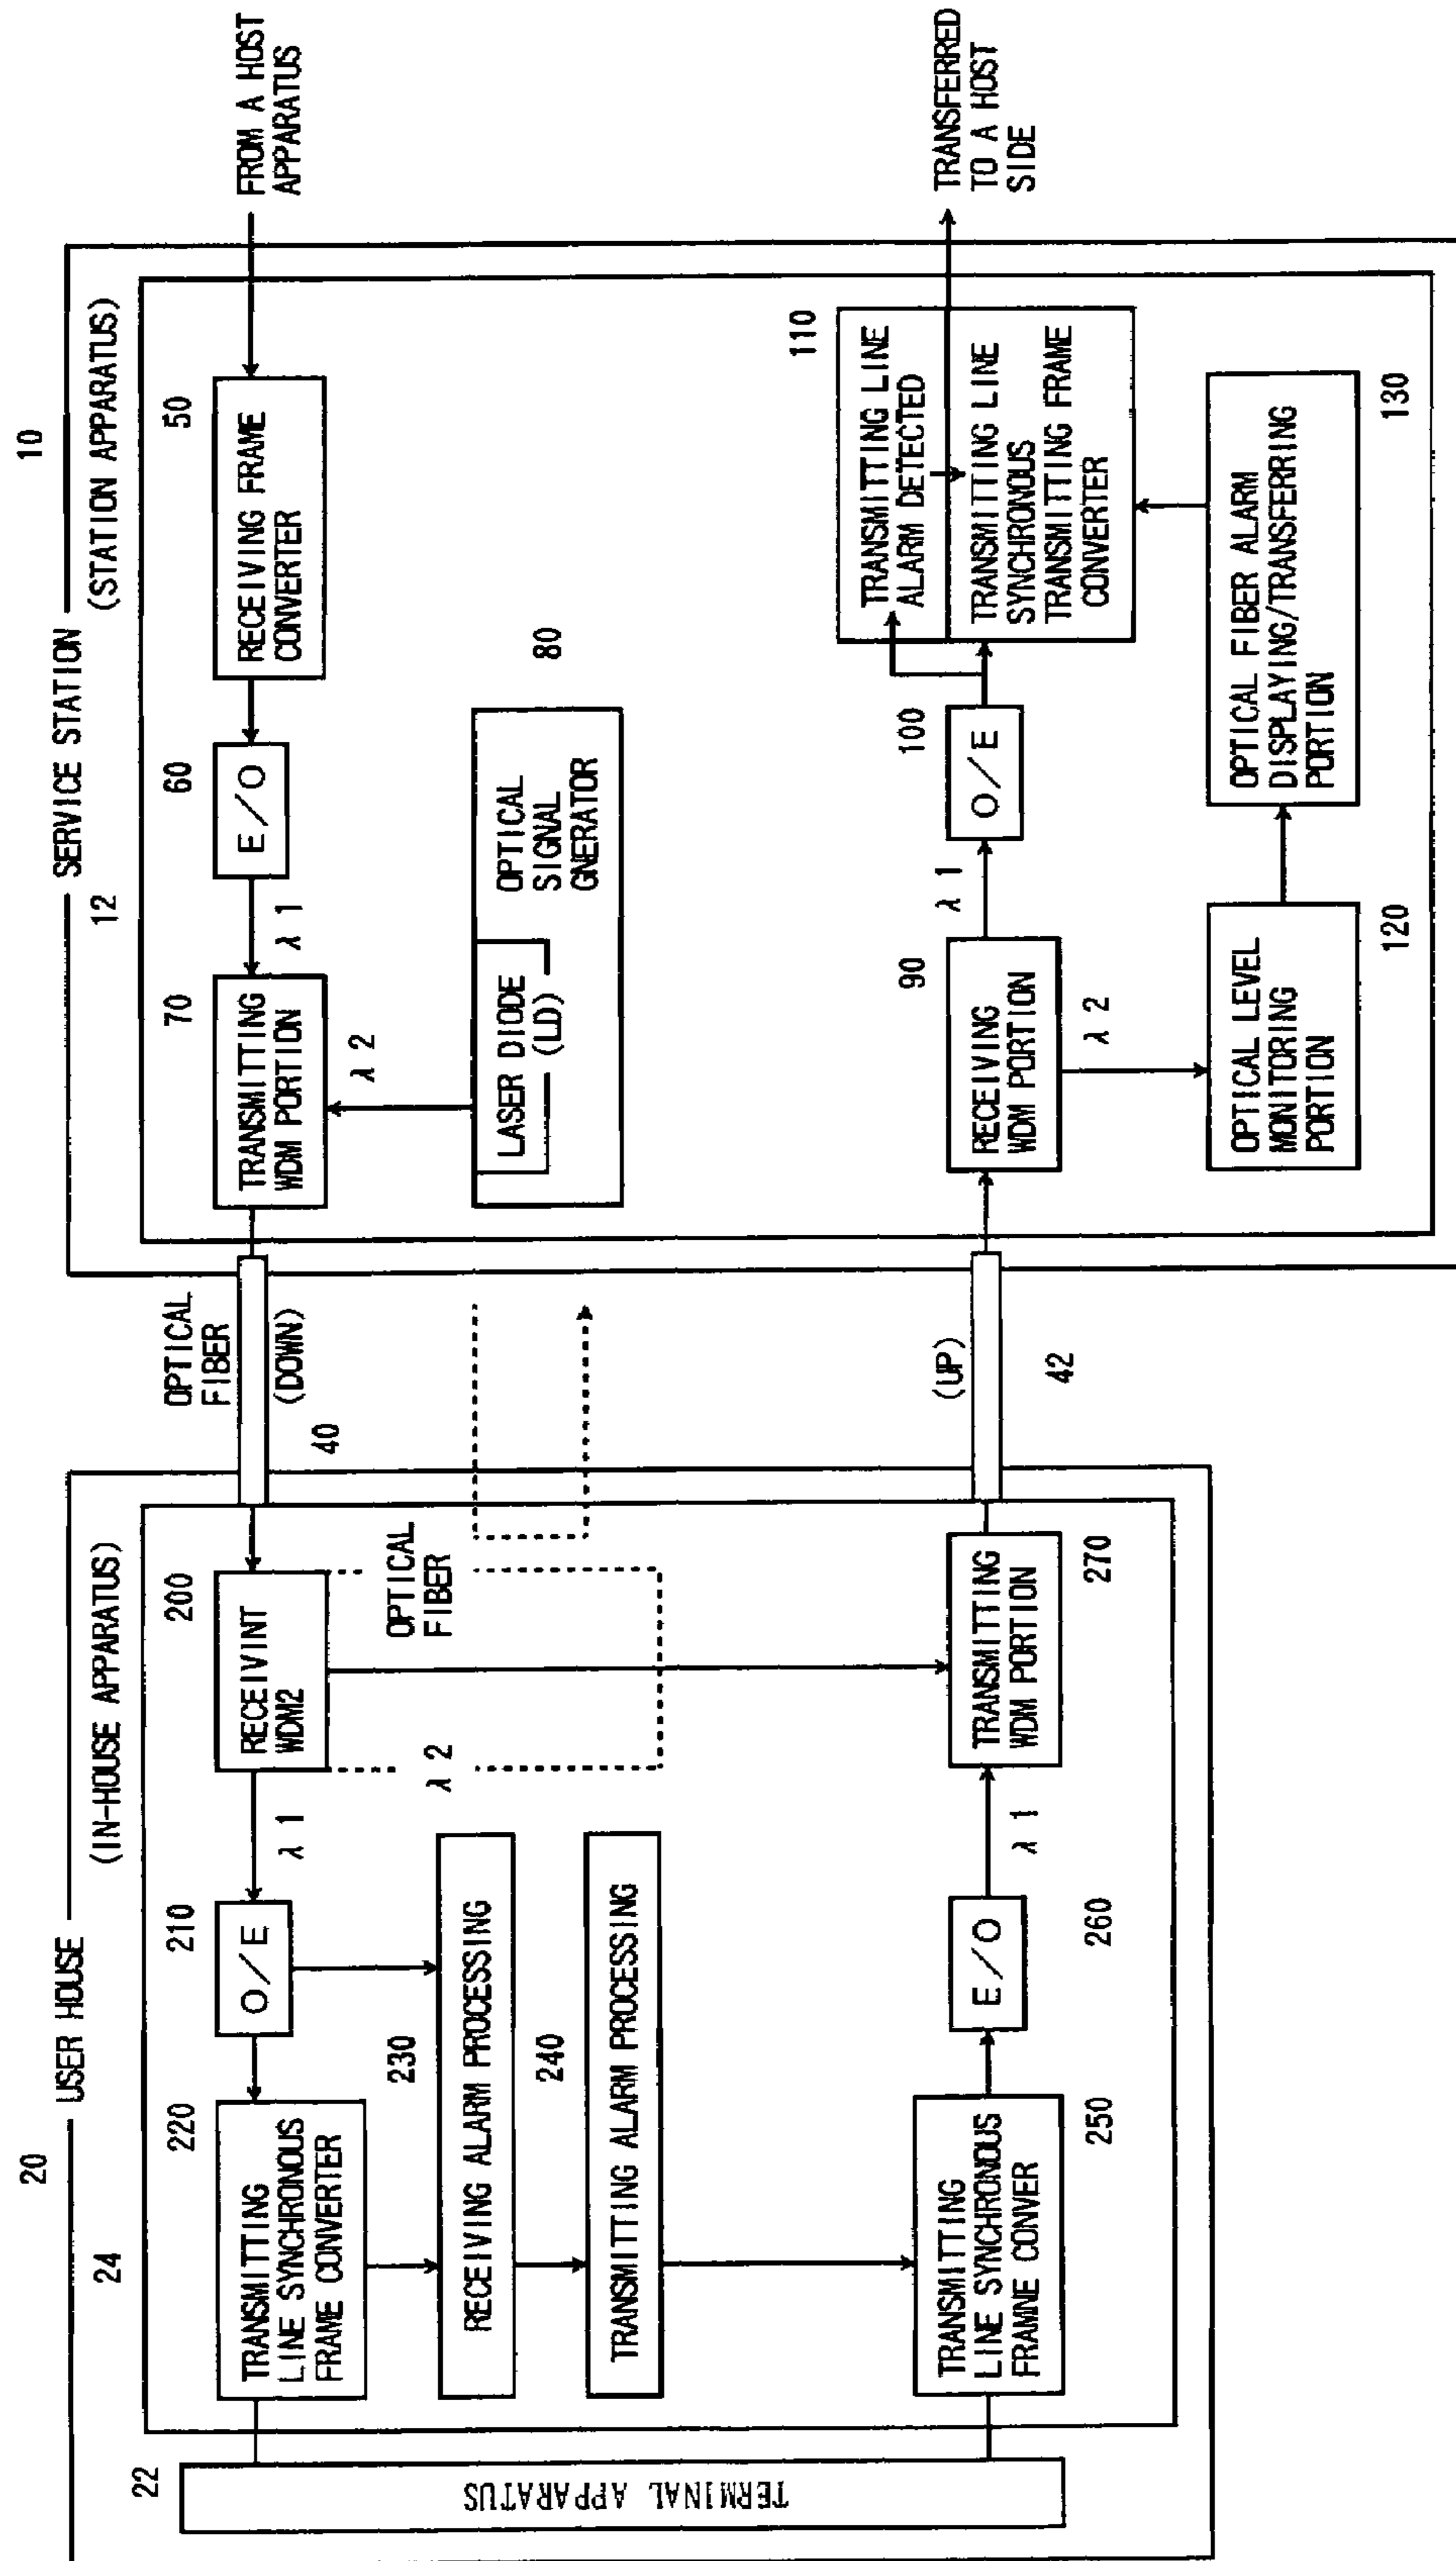 20
USER HOUSE
10
SERVICE STATION
24
(IN-HOUSE APPARATUS)
12
(STATION APPARATUS)
22
TERMINAL APPARATUS
220
TRANSMITTING
LINE SYNCHRONOUS
FRAME CONVERTER
210
O/E
λ 1
200
RECEIVINT
WDM2
OPTICAL
FIBER
(DOWN)
40
70
TRANSMITTING
WDM PORTION
λ 1
60
E/O
50
RECEIVING FRAME
CONVERTER
FROM A HOST
APPARATUS
230
RECEIVING ALARM PROCESSING
240
TRANSMITTING ALARM PROCESSING
λ 2
OPTICAL
FIBER
λ 2
LASER DIODE
(LD)
OPTICAL
SIGNAL
GNERATOR
80
250
TRANSMITTING
LINE SYNCHRONOUS
FRAMNE CONVER
260
E/O
λ 1
270
TRANSMITTING
WDM PORTION
(UP)
42
90
RECEIVING
WDM PORTION
λ 1
λ 2
100
O/E
110
TRANSMITTING LINE
ALARM DETECTED
TRANSMITTING LINE
SYNCHRONOUS
TRANSMITTING FRAME
CONVERTER
TRANSFERRED
TO A HOST
SIDE
OPTICAL LEVEL
MONITORING
PORTION
120
OPTICAL FIBER ALARM
DISPLAYING/TRANSFERRING
PORTION
130